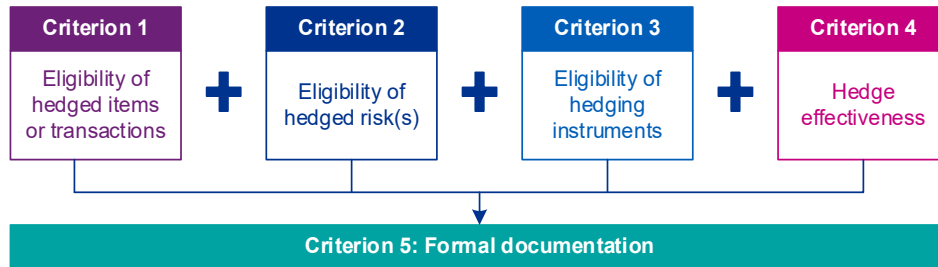 Criterion 1
Eligibility of
hedged items
or transactions
Criterion 2
Eligibility of
hedged risk(s)
Criterion 3
Eligibility of
hedging
instruments
Criterion 4
Hedge
effectiveness
Criterion 5: Formal documentation